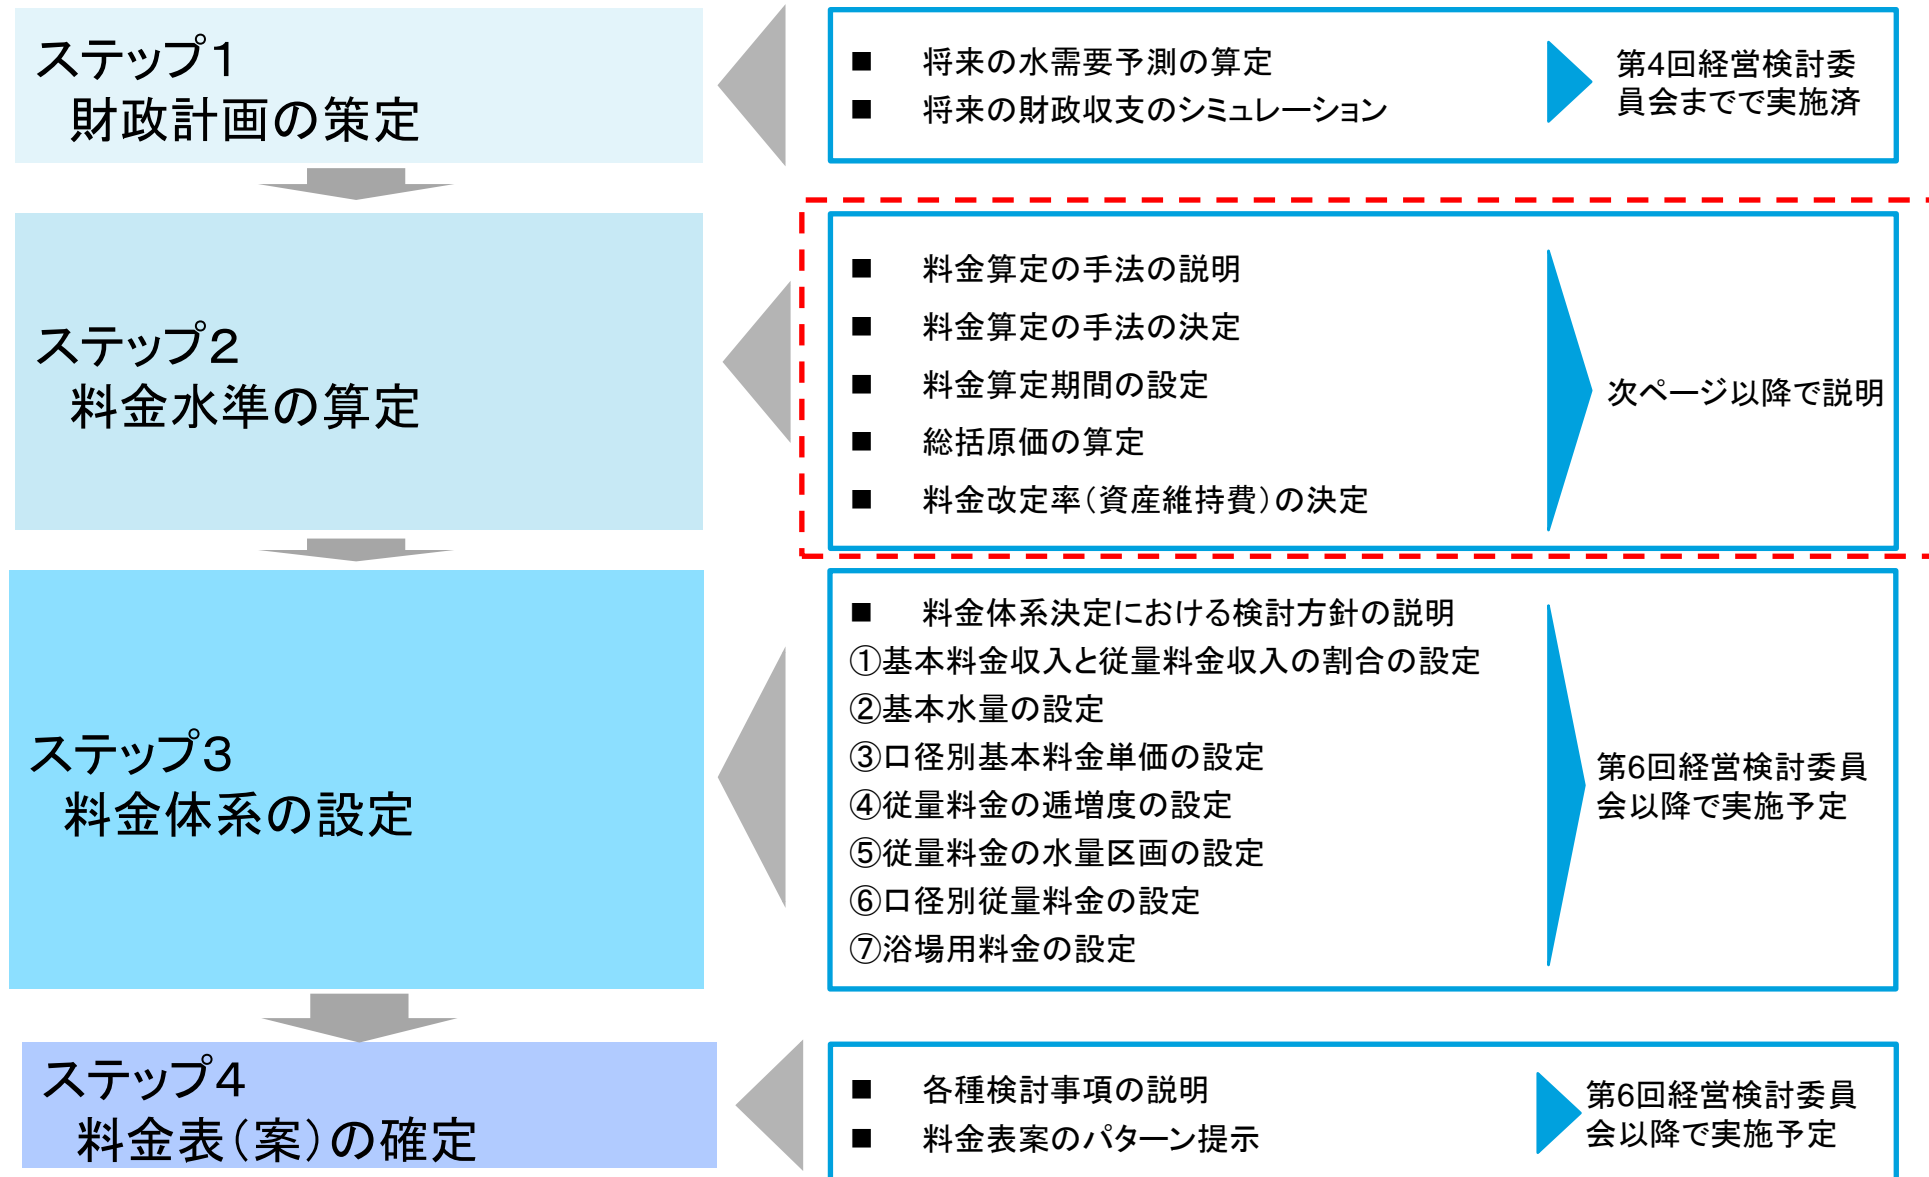 ステップ１
財政計画の策定
■ 将来の水需要予測の算定
■ 将来の財政収支のシミュレーション
第4回経営検討委
員会までで実施済
ステップ２
料金水準の算定
■ 料金算定の手法の説明
■ 料金算定の手法の決定
■ 料金算定期間の設定
■ 総括原価の算定
■ 料金改定率（資産維持費）の決定
次ページ以降で説明
ステップ３
料金体系の設定
■ 料金体系決定における検討方針の説明
①基本料金収入と従量料金収入の割合の設定
②基本水量の設定
③口径別基本料金単価の設定
④従量料金の逓増度の設定
⑤従量料金の水量区画の設定
⑥口径別従量料金の設定
⑦浴場用料金の設定
第6回経営検討委員
会以降で実施予定
ステップ４
料金表（案）の確定
■ 各種検討事項の説明
■ 料金表案のパターン提示
第6回経営検討委員
会以降で実施予定